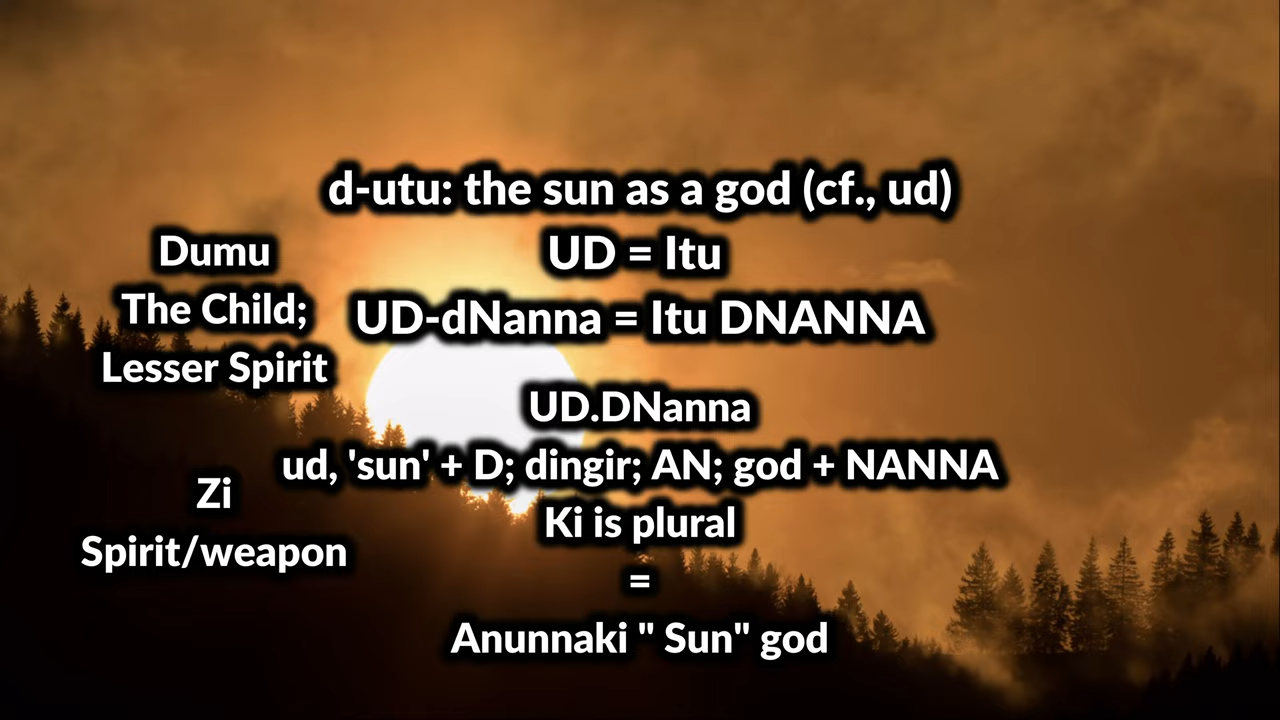 d-utu: the sun as a god (cf., ud)
UD = Itu
UD-dNanna = Itu DNANNA
UD.DNanna
ud, 'sun' + D; dingir; AN; god + NANNA
Ki is plural
=
Anunnaki " Sun" god
Dumu
The Child;
Lesser Spirit
Zi
Spirit/weapon